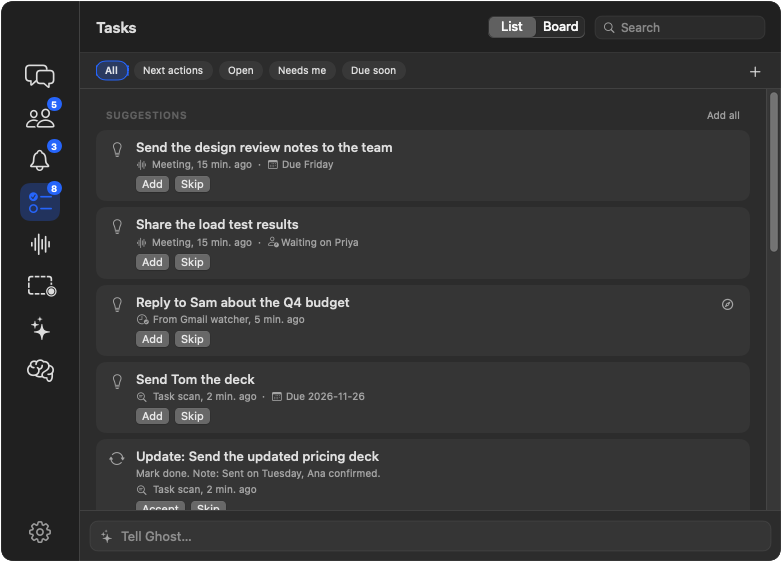 Tasks
List
Board
Search
All
Next actions
Open
Needs me
Due soon
5
3
8
SUGGESTIONS
Add all
Send the design review notes to the team
Meeting, 15 min. ago · Due Friday
Add
Skip
Share the load test results
Meeting, 15 min. ago · Waiting on Priya
Add
Skip
Reply to Sam about the Q4 budget
From Gmail watcher, 5 min. ago
Add
Skip
Send Tom the deck
Task scan, 2 min. ago · Due 2026-11-26
Add
Skip
Update: Send the updated pricing deck
Mark done. Note: Sent on Tuesday, Ana confirmed.
Task scan, 2 min. ago
Accept
Skip
Tell Ghost...